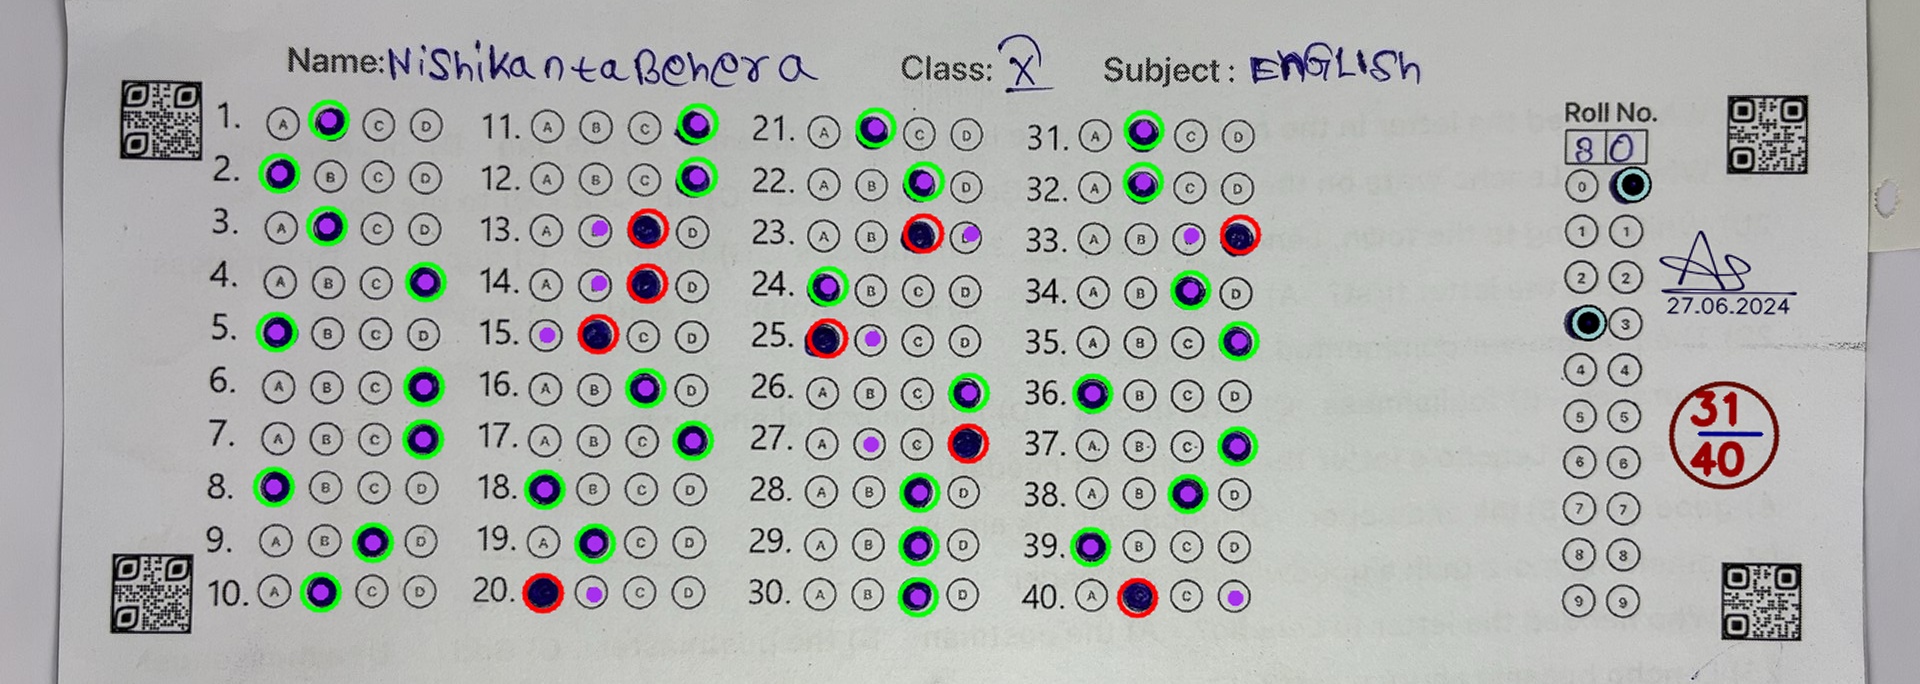 Name: Nishikanta Behera Class: X Subject: ENGLISh
Roll No.
80
1. A C D
2. B C D
3. A C D
4. A B C
5. B C D
6. A B C
7. A B C
8. B C D
9. A B D
10. A C D
11. A B C
12. A B C
13. A D
14. A D
15. C D
16. A B D
17. A B C
18. B C D
19. A C D
20. C D
21. A C D
22. A B D
23. A B
24. B C D
25. C D
26. A B C
27. A C
28. A B D
29. A B D
30. A B D
31. A C D
32. A C D
33. A B
34. A B D
35. A B C
36. B C D
37. A. B. C.
38. A B D
39. B C D
40. A C
0
1 1
2 2
3
4 4
5 5
6 6
7 7
8 8
9 9
27.06.2024
31
40